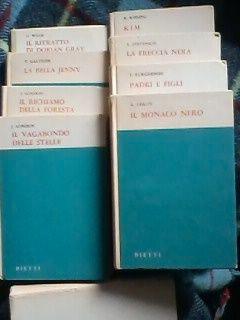 O. WILDE
IL RITRATTO
DI DORIAN GRAY
T. GAUTIER
LA BELLA JENNY
J. LONDON
IL RICHIAMO
DELLA FORESTA
J. LONDON
IL VAGABONDO
DELLE STELLE
BIETTI
R. KIPLING
KIM
L. STEVENSON
LA FRECCIA NERA
I. TURGHENIEV
PADRI E FIGLI
IL MONACO NERO
BIETTI